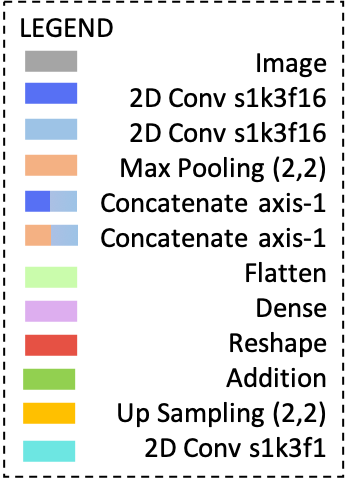 LEGEND
Image
2D Conv s1k3f16
2D Conv s1k3f16
Max Pooling (2,2)
Concatenate axis-1
Concatenate axis-1
Flatten
Dense
Reshape
Addition
Up Sampling (2,2)
2D Conv s1k3f1